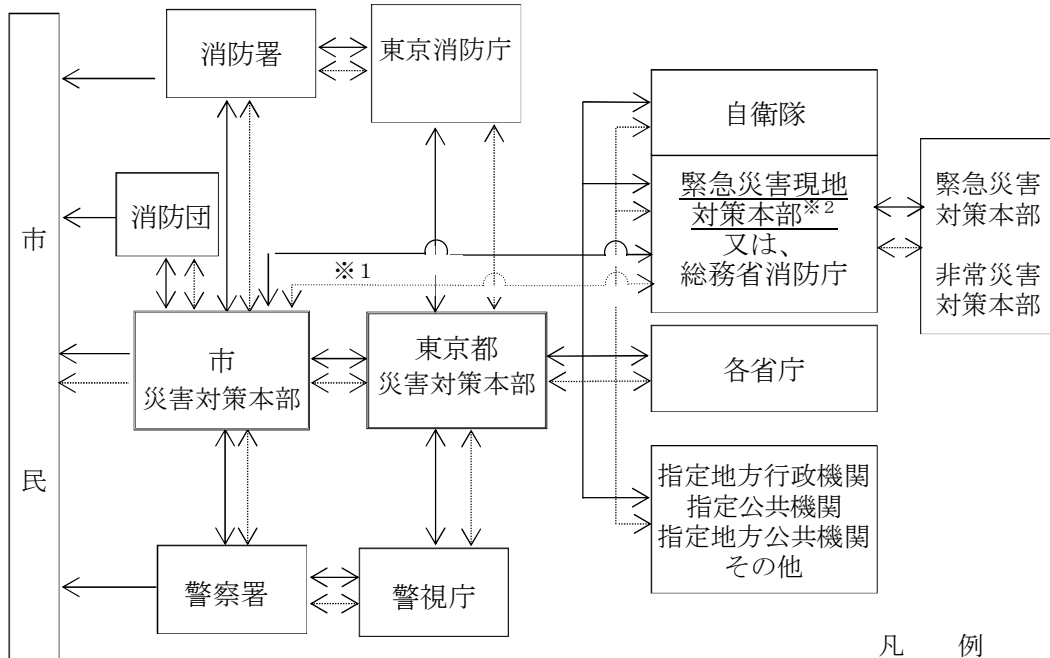 消防署
東京消防庁
自衛隊
緊急災害現地
対策本部※2
又は、
総務省消防庁
緊急災害
対策本部
非常災害
対策本部
消防団
市
民
※1
市
災害対策本部
東京都
災害対策本部
各省庁
指定地方行政機関
指定公共機関
指定地方公共機関
その他
警察署
警視庁
凡 例